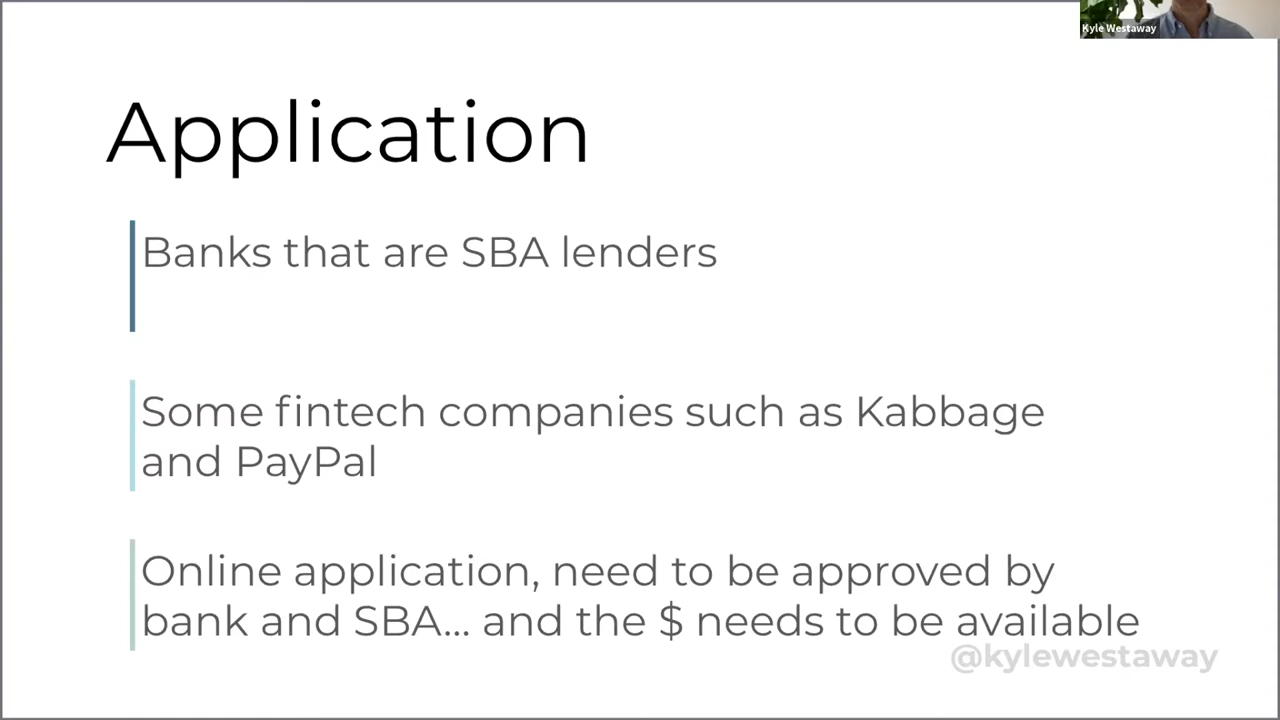 Kyle Westaway
Application
Banks that are SBA lenders
Some fintech companies such as Kabbage
and PayPal
Online application, need to be approved by
bank and SBA... and the $ needs to be available
@kylewestaway